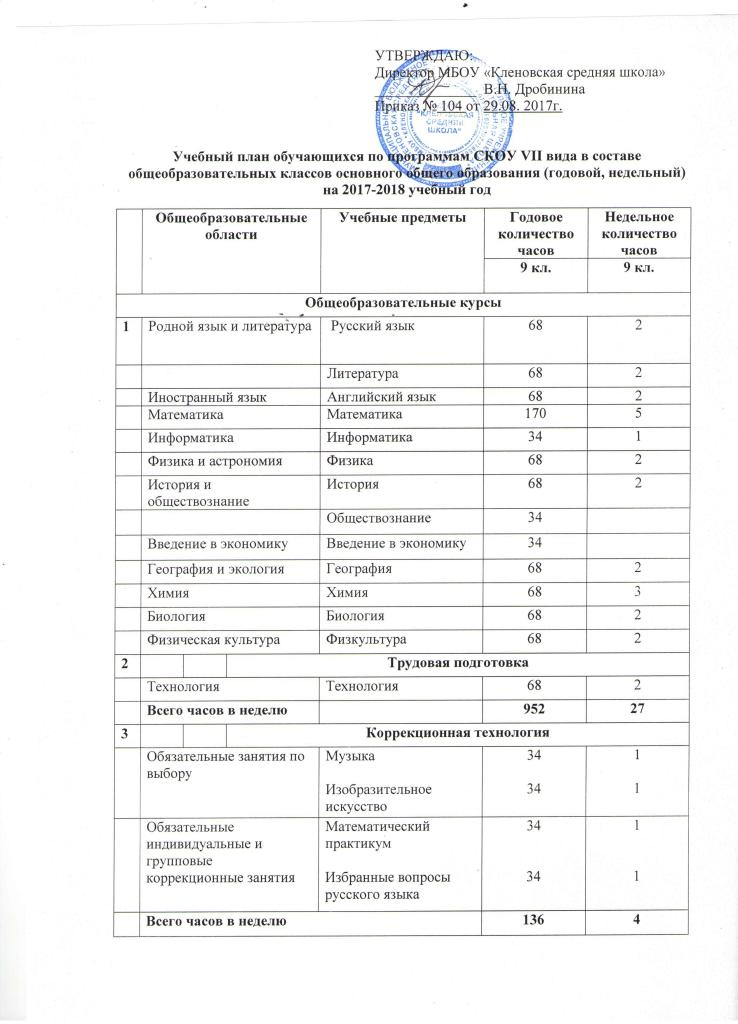 УТВЕРЖДАЮ:
Директор МБОУ «Кленовская средняя школа»
В.Н. Дробинина
Приказ № 104 от 29.08. 2017г.
"КЛЕНОВСКАЯ
СРЕДНЯЯ
ШКОЛА"
Учебный план обучающихся по программам СКОУ VII вида в составе
общеобразовательных классов основного общего образования (годовой, недельный)
на 2017-2018 учебный год
Общеобразовательные области Учебные предметы Годовое количество часов Недельное количество часов
9 кл. 9 кл.
Общеобразовательные курсы
1 Родной язык и литература Русский язык 68 2
Литература 68 2
Иностранный язык Английский язык 68 2
Математика Математика 170 5
Информатика Информатика 34 1
Физика и астрономия Физика 68 2
История и обществознание История 68 2
Обществознание 34
Введение в экономику Введение в экономику 34
География и экология География 68 2
Химия Химия 68 3
Биология Биология 68 2
Физическая культура Физкультура 68 2
2 Трудовая подготовка
Технология Технология 68 2
Всего часов в неделю 952 27
3 Коррекционная технология
Обязательные занятия по выбору Музыка 34 1
Изобразительное искусство 34 1
Обязательные индивидуальные и групповые коррекционные занятия Математический практикум 34 1
Избранные вопросы русского языка 34 1
Всего часов в неделю 136 4